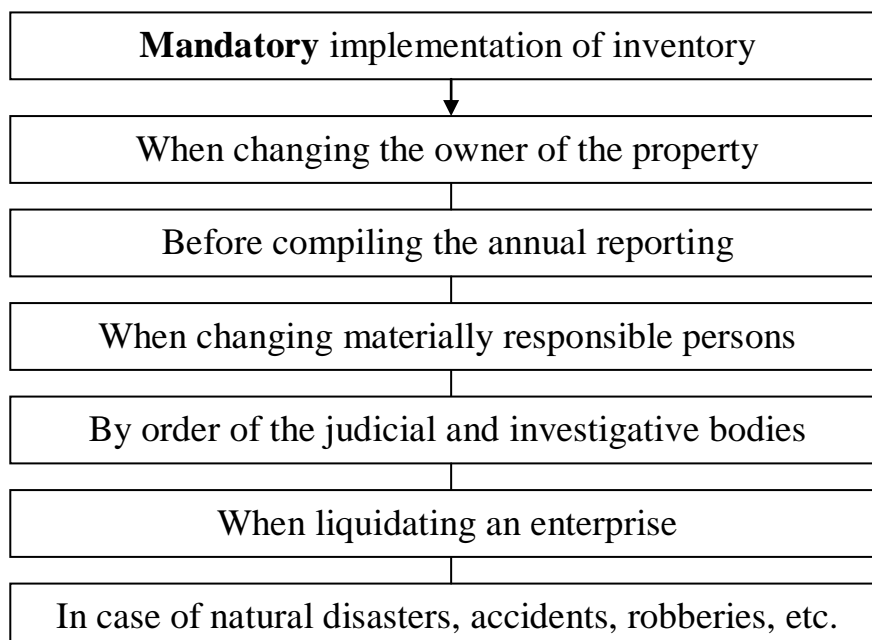 Mandatory implementation of inventory
When changing the owner of the property
Before compiling the annual reporting
When changing materially responsible persons
By order of the judicial and investigative bodies
When liquidating an enterprise
In case of natural disasters, accidents, robberies, etc.